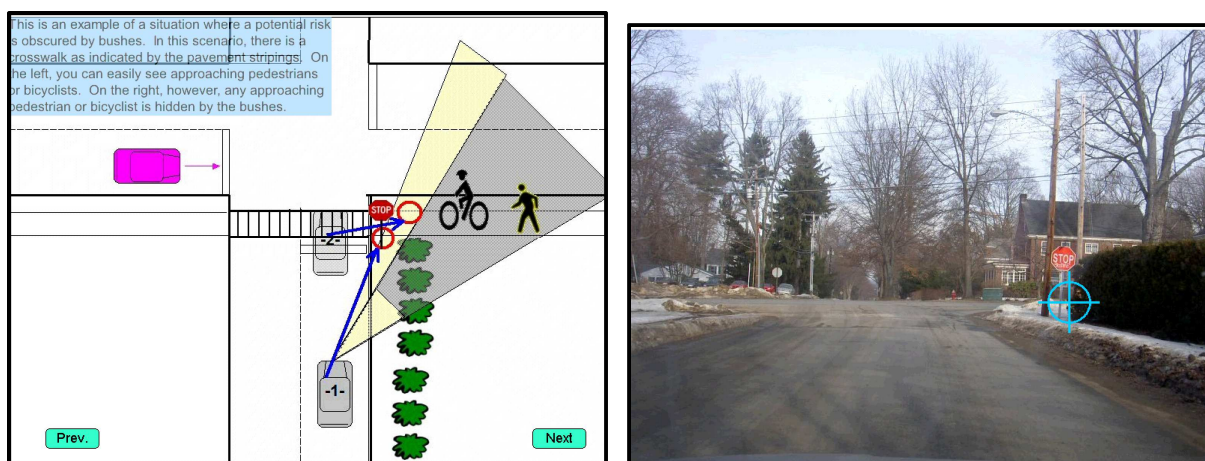 This is an example of a situation where a potential risk
is obscured by bushes.  In this scenario, there is a
crosswalk as indicated by the pavement stripings.  On
the left, you can easily see approaching pedestrians
or bicyclists.  On the right, however, any approaching
pedestrian or bicyclist is hidden by the bushes.
STOP
-2-
-1-
Prev.
Next
STOP